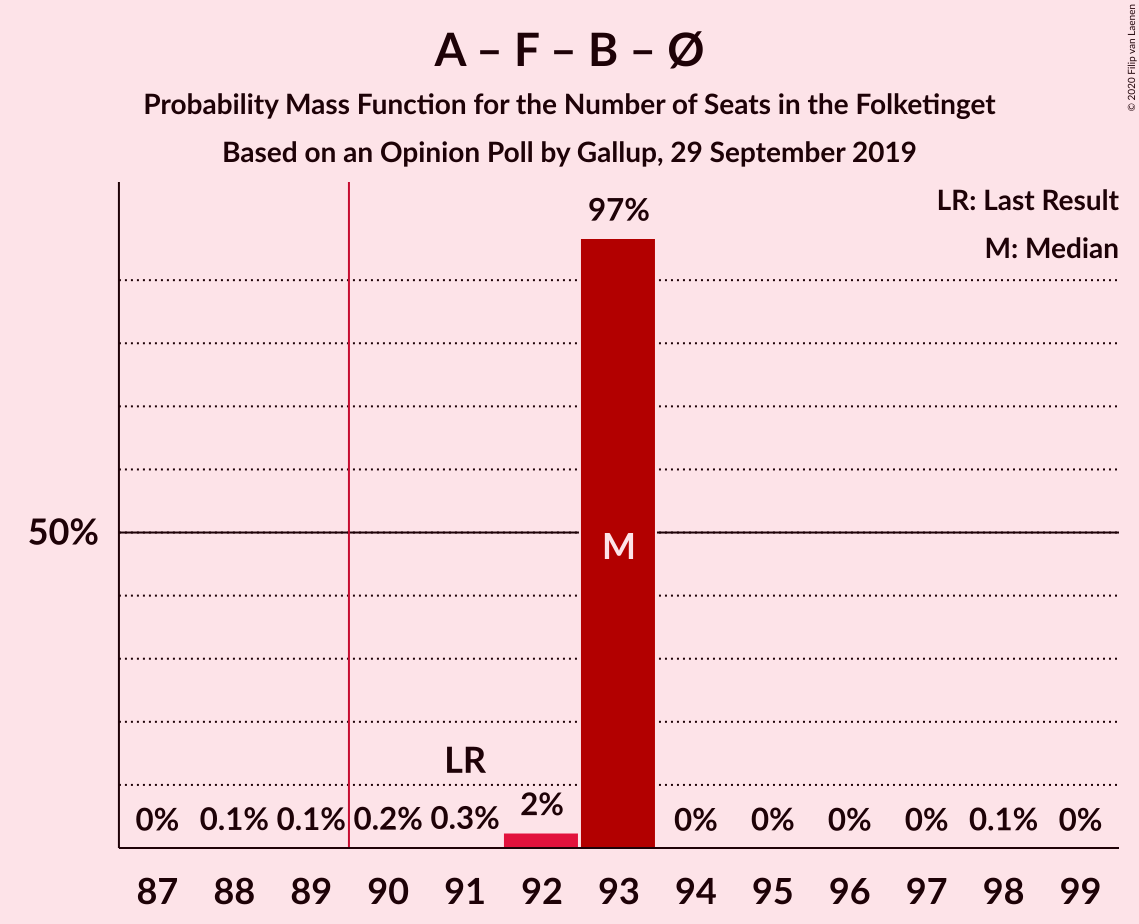 A – F – B – Ø
Probability Mass Function for the Number of Seats in the Folketinget
Based on an Opinion Poll by Gallup, 29 September 2019
© 2020 Filip van Laenen
LR: Last Result
M: Median
97%
50%
M
LR
0% 0.1% 0.1% 0.2% 0.3% 2% 0% 0% 0% 0% 0.1% 0%
87 88 89 90 91 92 93 94 95 96 97 98 99